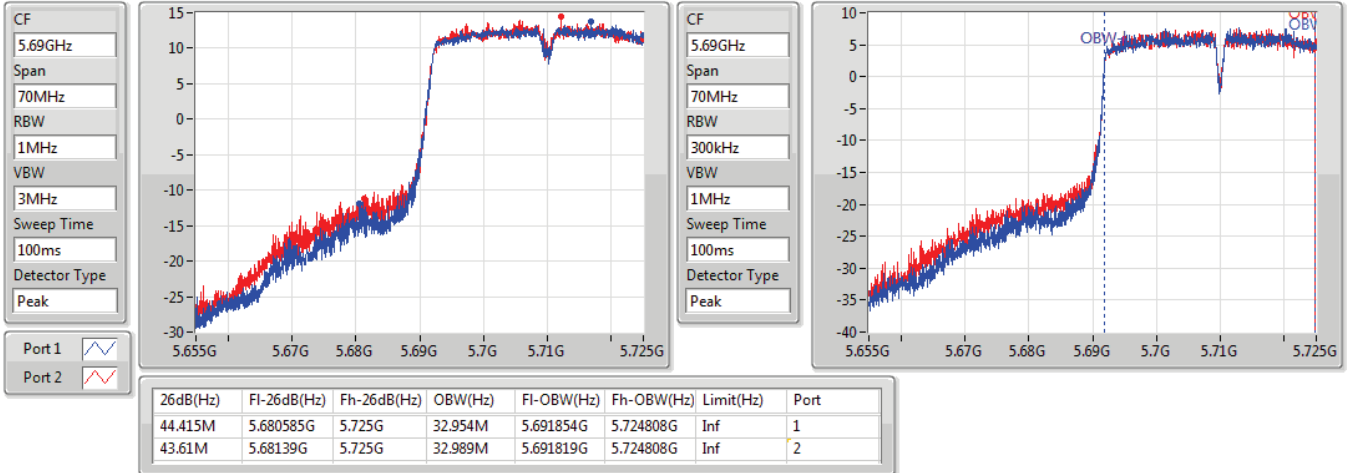 CF
5.69GHz
Span
70MHz
RBW
1MHz
VBW
3MHz
Sweep Time
100ms
Detector Type
Peak
Port 1
Port 2
15
10
5
0
-5
-10
-15
-20
-25
-30
5.655G 5.67G 5.68G 5.69G 5.7G 5.71G 5.725G
CF
5.69GHz
Span
70MHz
RBW
300kHz
VBW
1MHz
Sweep Time
100ms
Detector Type
Peak
10
5
0
-5
-10
-15
-20
-25
-30
-35
-40
OBW
OBW
OBW
5.655G 5.67G 5.68G 5.69G 5.7G 5.71G 5.725G
26dB(Hz) Fl-26dB(Hz) Fh-26dB(Hz) OBW(Hz) Fl-OBW(Hz) Fh-OBW(Hz) Limit(Hz) Port
44.415M 5.680585G 5.725G 32.954M 5.691854G 5.724808G Inf 1
43.61M 5.68139G 5.725G 32.989M 5.691819G 5.724808G Inf 2